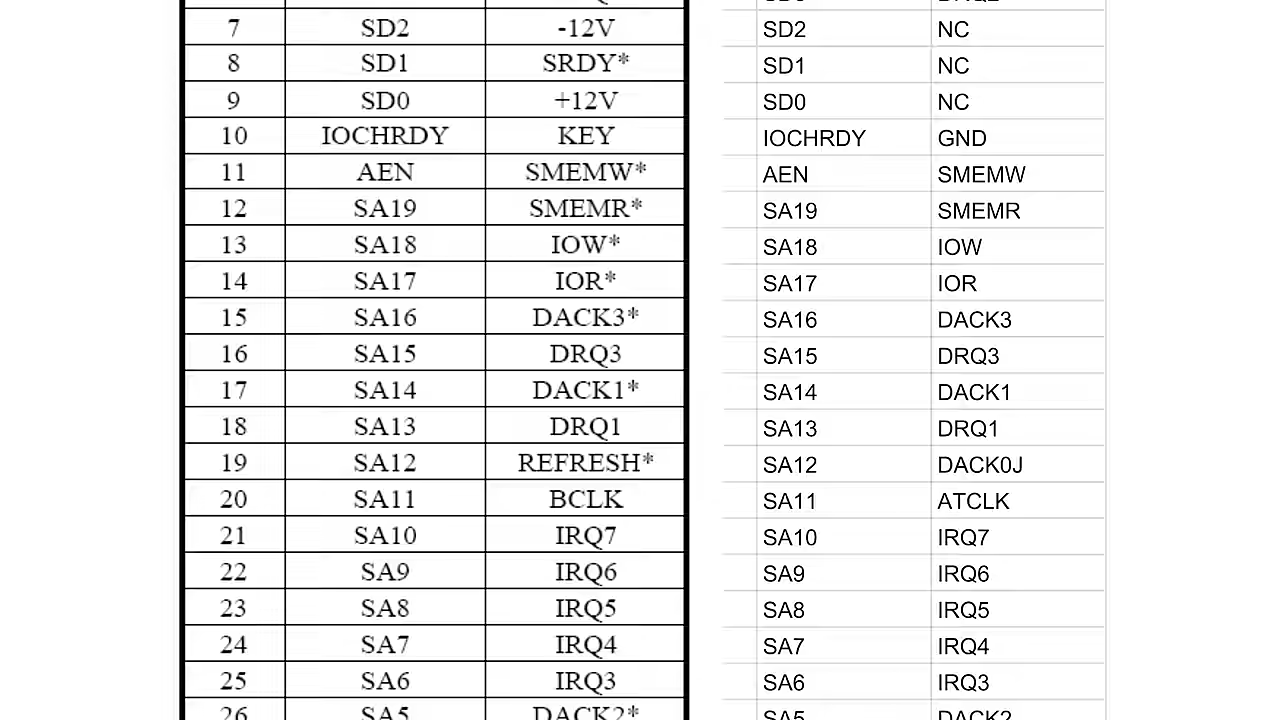 7 SD2 -12V SD2 NC
8 SD1 SRDY* SD1 NC
9 SD0 +12V SD0 NC
10 IOCHRDY KEY IOCHRDY GND
11 AEN SMEMW* AEN SMEMW
12 SA19 SMEMR* SA19 SMEMR
13 SA18 IOW* SA18 IOW
14 SA17 IOR* SA17 IOR
15 SA16 DACK3* SA16 DACK3
16 SA15 DRQ3 SA15 DRQ3
17 SA14 DACK1* SA14 DACK1
18 SA13 DRQ1 SA13 DRQ1
19 SA12 REFRESH* SA12 DACK0J
20 SA11 BCLK SA11 ATCLK
21 SA10 IRQ7 SA10 IRQ7
22 SA9 IRQ6 SA9 IRQ6
23 SA8 IRQ5 SA8 IRQ5
24 SA7 IRQ4 SA7 IRQ4
25 SA6 IRQ3 SA6 IRQ3
26 SA5 DACK2* SA5 DACK2